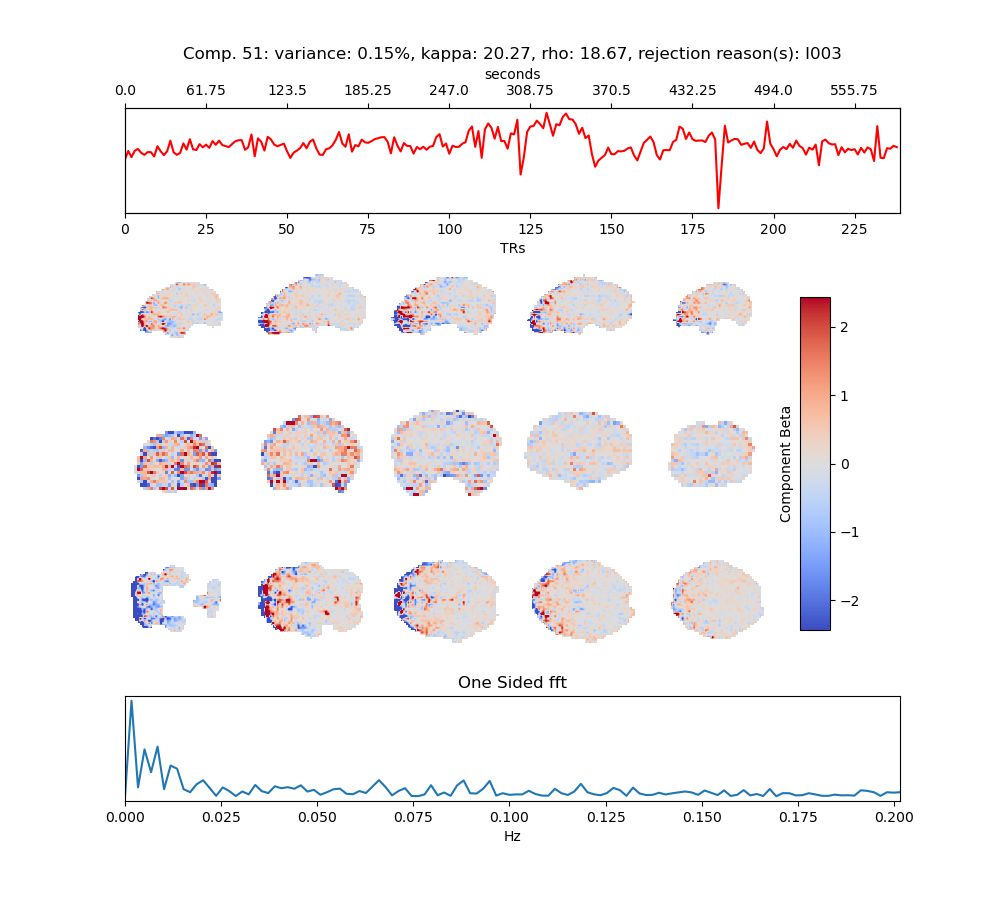 Comp. 51: variance: 0.15%, kappa: 20.27, rho: 18.67, rejection reason(s): I003
seconds
0.0 61.75 123.5 185.25 247.0 308.75 370.5 432.25 494.0 555.75
0 25 50 75 100 125 150 175 200 225
TRs
2
1
0
−1
−2
Component Beta
One Sided fft
0.000 0.025 0.050 0.075 0.100 0.125 0.150 0.175 0.200
Hz